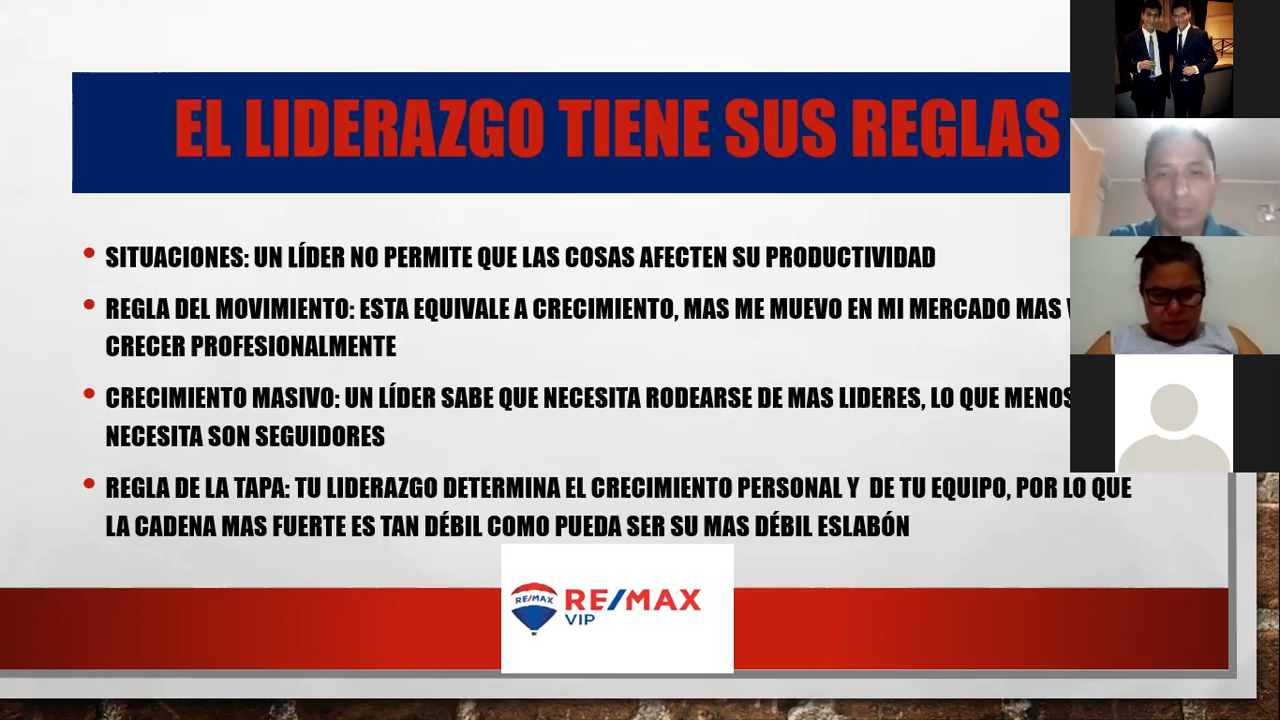 EL LIDERAZGO TIENE SUS REGLAS
• SITUACIONES: UN LÍDER NO PERMITE QUE LAS COSAS AFECTEN SU PRODUCTIVIDAD
• REGLA DEL MOVIMIENTO: ESTA EQUIVALE A CRECIMIENTO, MAS ME MUEVO EN MI MERCADO MAS
CRECER PROFESIONALMENTE
• CRECIMIENTO MASIVO: UN LÍDER SABE QUE NECESITA RODEARSE DE MAS LIDERES, LO QUE MENOS
NECESITA SON SEGUIDORES
• REGLA DE LA TAPA: TU LIDERAZGO DETERMINA EL CRECIMIENTO PERSONAL Y DE TU EQUIPO, POR LO QUE
LA CADENA MAS FUERTE ES TAN DÉBIL COMO PUEDA SER SU MAS DÉBIL ESLABÓN
RE/MAX
RE/MAX
VIP